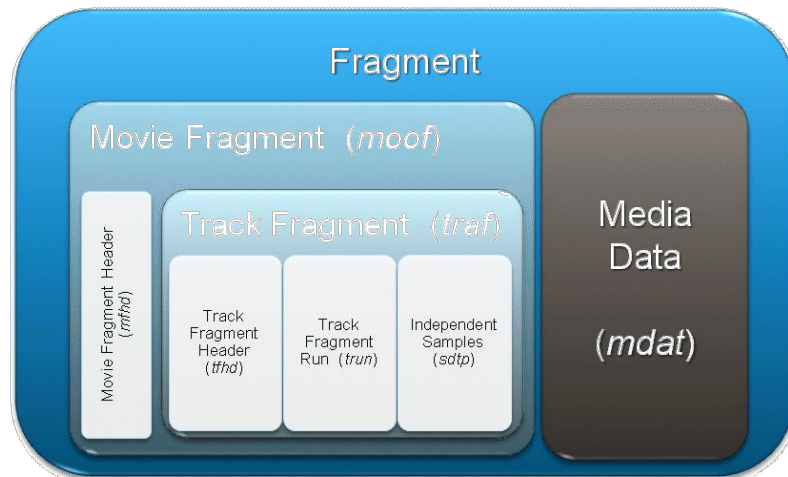 Fragment
Movie Fragment (moof)
Movie Fragment Header
(mfhd)
Track Fragment (traf)
Track
Fragment
Header
(tfhd)
Track
Fragment
Run (trun)
Independent
Samples
(sdtp)
Media
Data
(mdat)